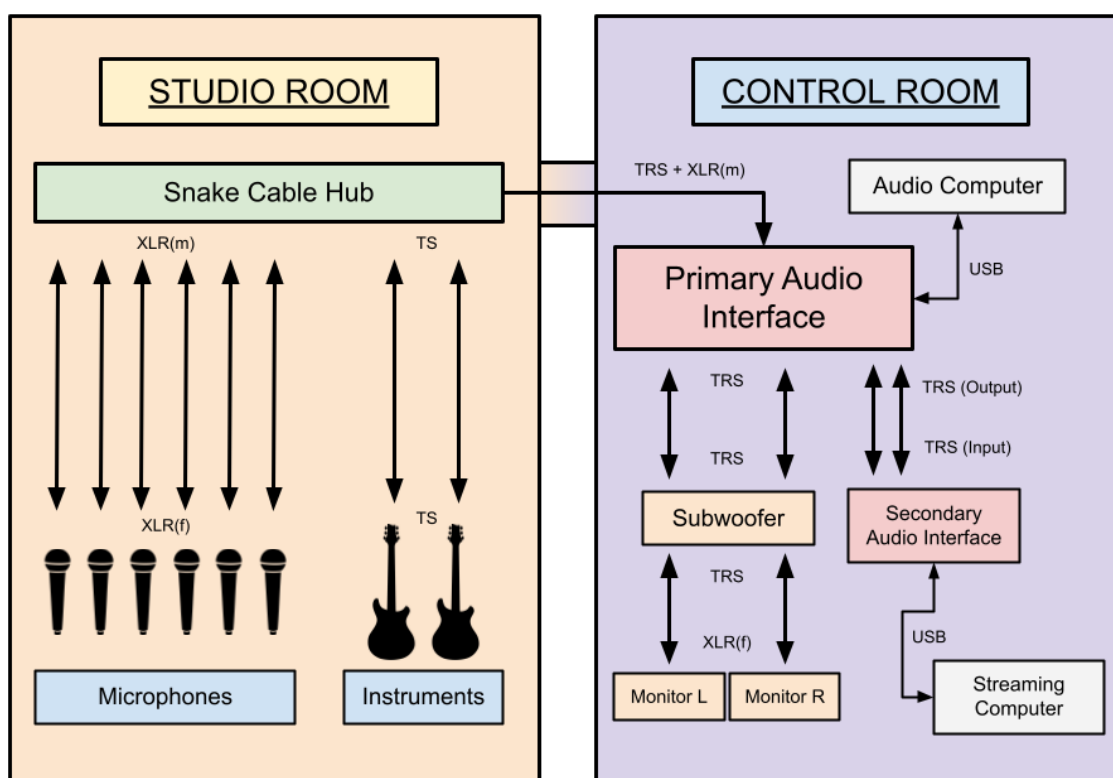 STUDIO ROOM
Snake Cable Hub
XLR(m)
TS
XLR(f)
TS
Microphones
Instruments
CONTROL ROOM
TRS + XLR(m)
Audio Computer
Primary Audio
Interface
USB
TRS
TRS (Output)
TRS
TRS (Input)
Subwoofer
Secondary
Audio Interface
TRS
XLR(f)
USB
Monitor L
Monitor R
Streaming
Computer